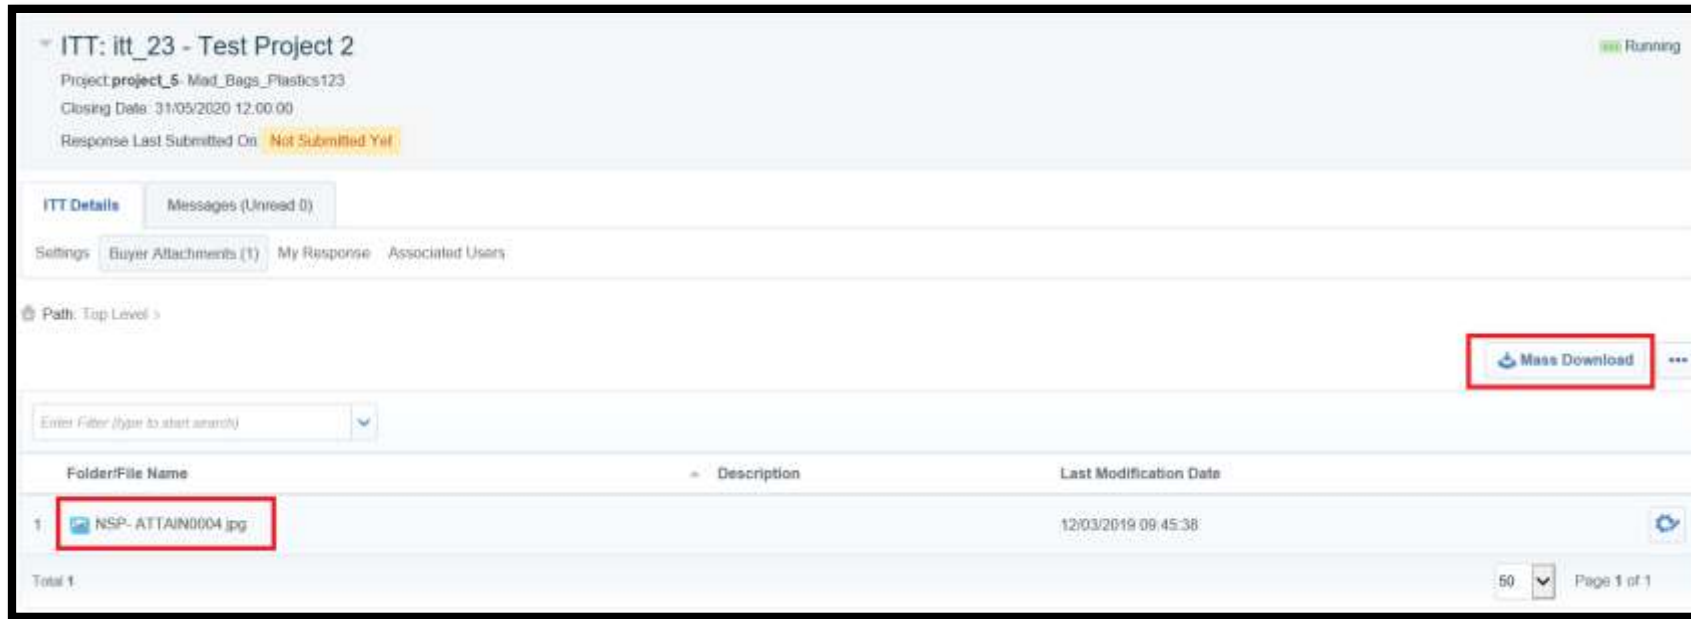 ITT: itt_23 - Test Project 2
Running
Project:project_5- Mad_Bags_Plastics123
Closing Date: 31/05/2020 12:00:00
Response Last Submitted On: Not Submitted Yet
ITT Details Messages (Unread 0)
Settings Buyer Attachments (1) My Response Associated Users
Path: Top Level >
Mass Download ...
Enter Filter (type to start search)
Folder/File Name Description Last Modification Date
1 NSP- ATTAIN0004.jpg 12/03/2019 09:45:38
Total 1 50 Page 1 of 1